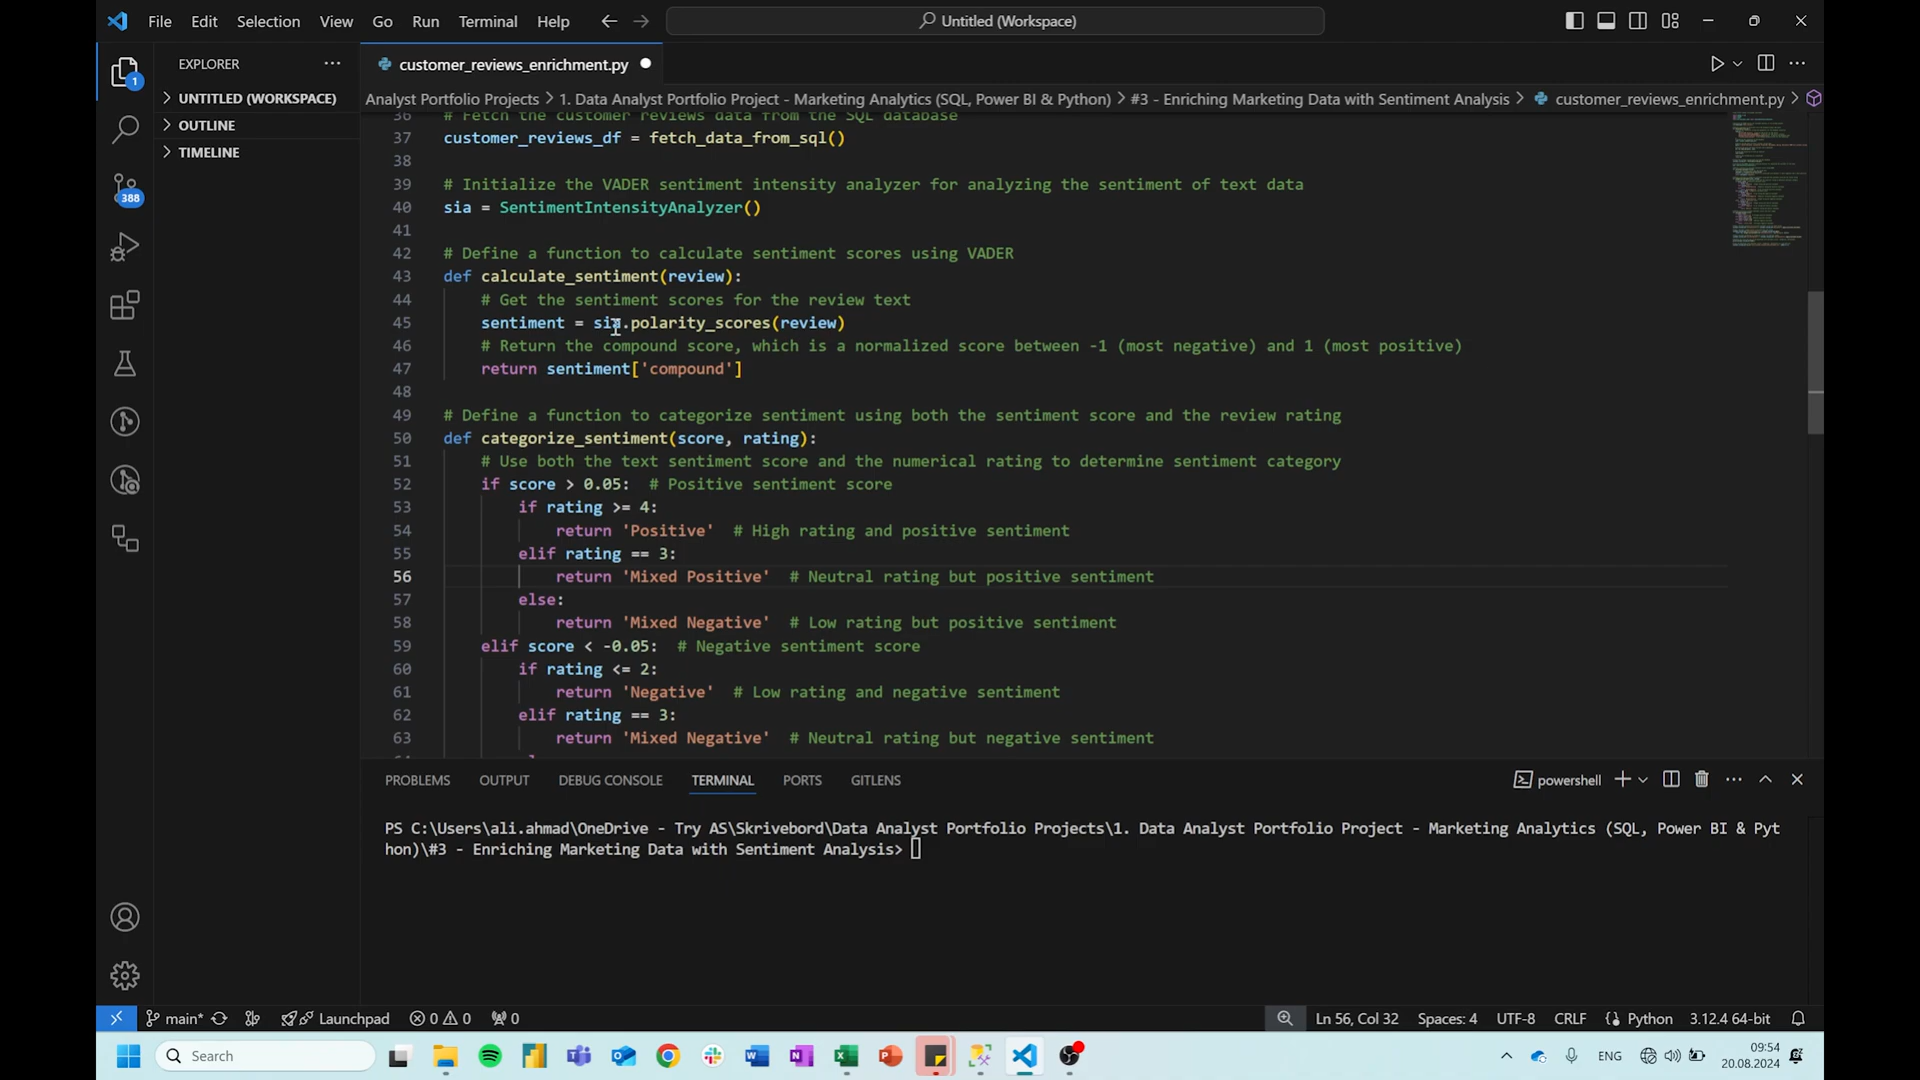 File Edit Selection View Go Run Terminal Help
Untitled (Workspace)
EXPLORER
UNTITLED (WORKSPACE)
OUTLINE
TIMELINE
1
388
customer_reviews_enrichment.py
Analyst Portfolio Projects > 1. Data Analyst Portfolio Project - Marketing Analytics (SQL, Power BI & Python) > #3 - Enriching Marketing Data with Sentiment Analysis > customer_reviews_enrichment.py >
36 # Fetch the customer reviews data from the SQL database
37 customer_reviews_df = fetch_data_from_sql()
38
39 # Initialize the VADER sentiment intensity analyzer for analyzing the sentiment of text data
40 sia = SentimentIntensityAnalyzer()
41
42 # Define a function to calculate sentiment scores using VADER
43 def calculate_sentiment(review):
44 # Get the sentiment scores for the review text
45 sentiment = sia.polarity_scores(review)
46 # Return the compound score, which is a normalized score between -1 (most negative) and 1 (most positive)
47 return sentiment['compound']
48
49 # Define a function to categorize sentiment using both the sentiment score and the review rating
50 def categorize_sentiment(score, rating):
51 # Use both the text sentiment score and the numerical rating to determine sentiment category
52 if score > 0.05: # Positive sentiment score
53 if rating >= 4:
54 return 'Positive' # High rating and positive sentiment
55 elif rating == 3:
56 return 'Mixed Positive' # Neutral rating but positive sentiment
57 else:
58 return 'Mixed Negative' # Low rating but positive sentiment
59 elif score < -0.05: # Negative sentiment score
60 if rating <= 2:
61 return 'Negative' # Low rating and negative sentiment
62 elif rating == 3:
63 return 'Mixed Negative' # Neutral rating but negative sentiment
PROBLEMS OUTPUT DEBUG CONSOLE TERMINAL PORTS GITLENS
powershell
PS C:\Users\ali.ahmad\OneDrive - Try AS\Skrivebord\Data Analyst Portfolio Projects\1. Data Analyst Portfolio Project - Marketing Analytics (SQL, Power BI & Pyt
hon)\#3 - Enriching Marketing Data with Sentiment Analysis>
main* Launchpad 0 0 0 Ln 56, Col 32 Spaces: 4 UTF-8 CRLF Python 3.12.4 64-bit
Search
ENG
09:54
20.08.2024